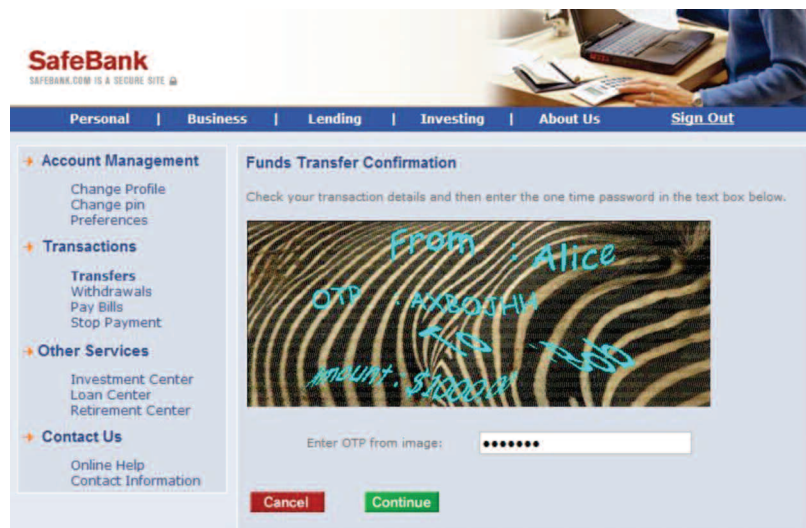 SafeBank
SAFEBANK.COM IS A SECURE SITE
Personal | Business | Lending | Investing | About Us Sign Out
Account Management
Change Profile
Change pin
Preferences
Transactions
Transfers
Withdrawals
Pay Bills
Stop Payment
Other Services
Investment Center
Loan Center
Retirement Center
Contact Us
Online Help
Contact Information
Funds Transfer Confirmation
Check your transaction details and then enter the one time password in the text box below.
From : Alice
OTP : AXBOJHH
Amount : $1000.00
Enter OTP from image: •••••••
Cancel Continue